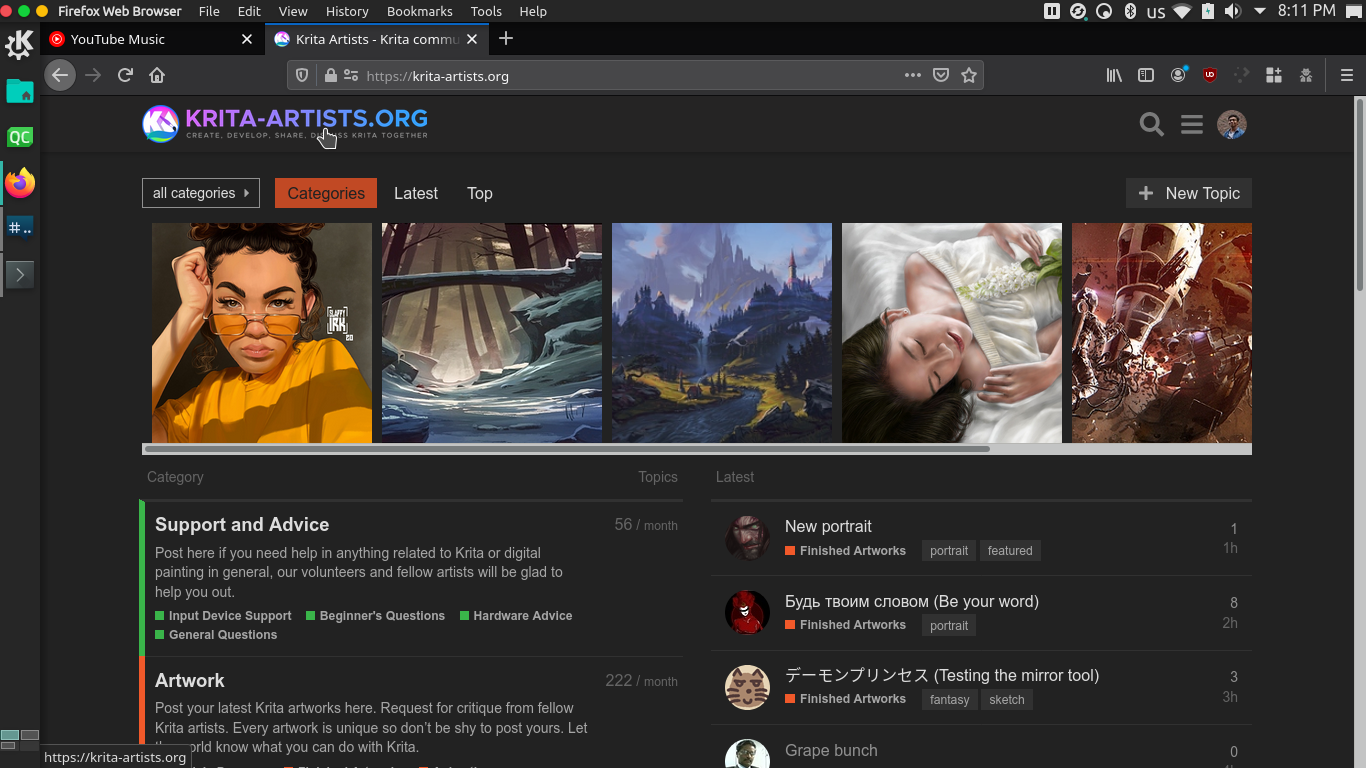 Firefox Web Browser File Edit View History Bookmarks Tools Help us 8:11 PM
YouTube Music
Krita Artists - Krita commu
https://krita-artists.org
KRITA-ARTISTS.ORG
CREATE, DEVELOP, SHARE, KRITA TOGETHER
all categories
Categories
Latest
Top
New Topic
Category Topics
Support and Advice 56 / month
Post here if you need help in anything related to Krita or digital
painting in general, our volunteers and fellow artists will be glad to
help you out.
Input Device Support Beginner's Questions Hardware Advice
General Questions
Artwork 222 / month
Post your latest Krita artworks here. Request for critique from fellow
Krita artists. Every artwork is unique so don't be shy to post yours. Let
know what you can do with Krita.
https://krita-artists.org
Latest
New portrait 1
Finished Artworks portrait featured 1h
Будь твоим словом (Be your word) 8
Finished Artworks portrait 2h
デーモンプリンセス (Testing the mirror tool) 3
Finished Artworks fantasy sketch 3h
Grape bunch 0